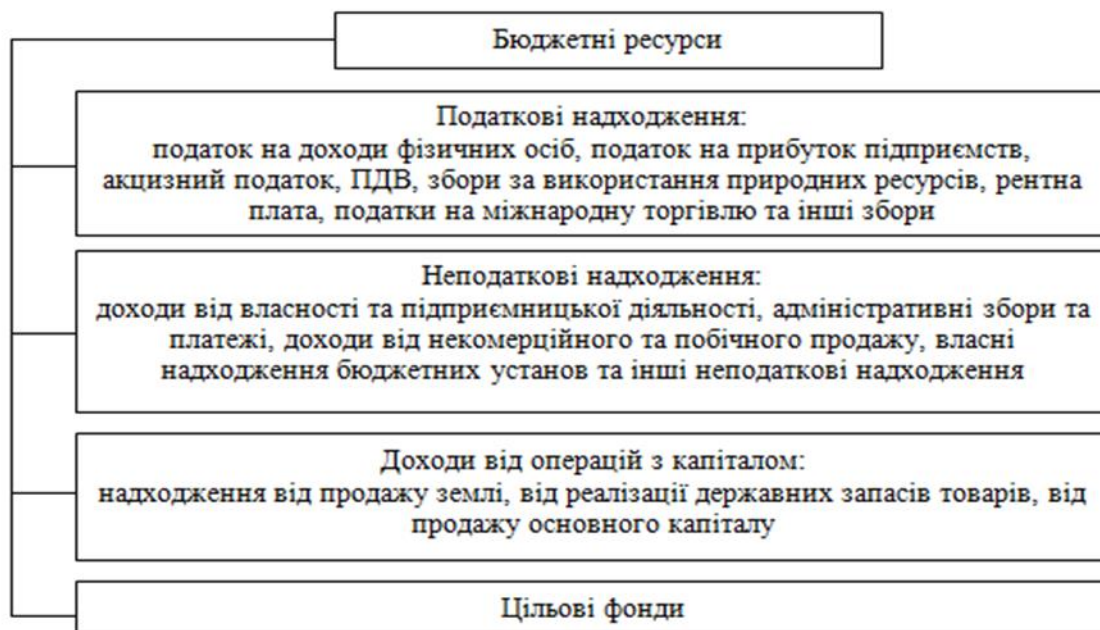 Бюджетні ресурси
Податкові надходження:
податок на доходи фізичних осіб, податок на прибуток підприємств,
акцизний податок, ПДВ, збори за використання природних ресурсів, рентна
плата, податки на міжнародну торгівлю та інші збори
Неподаткові надходження:
доходи від власності та підприємницької діяльності, адміністративні збори та
платежі, доходи від некомерційного та побічного продажу, власні
надходження бюджетних установ та інші неподаткові надходження
Доходи від операцій з капіталом:
надходження від продажу землі, від реалізації державних запасів товарів, від
продажу основного капіталу
Цільові фонди